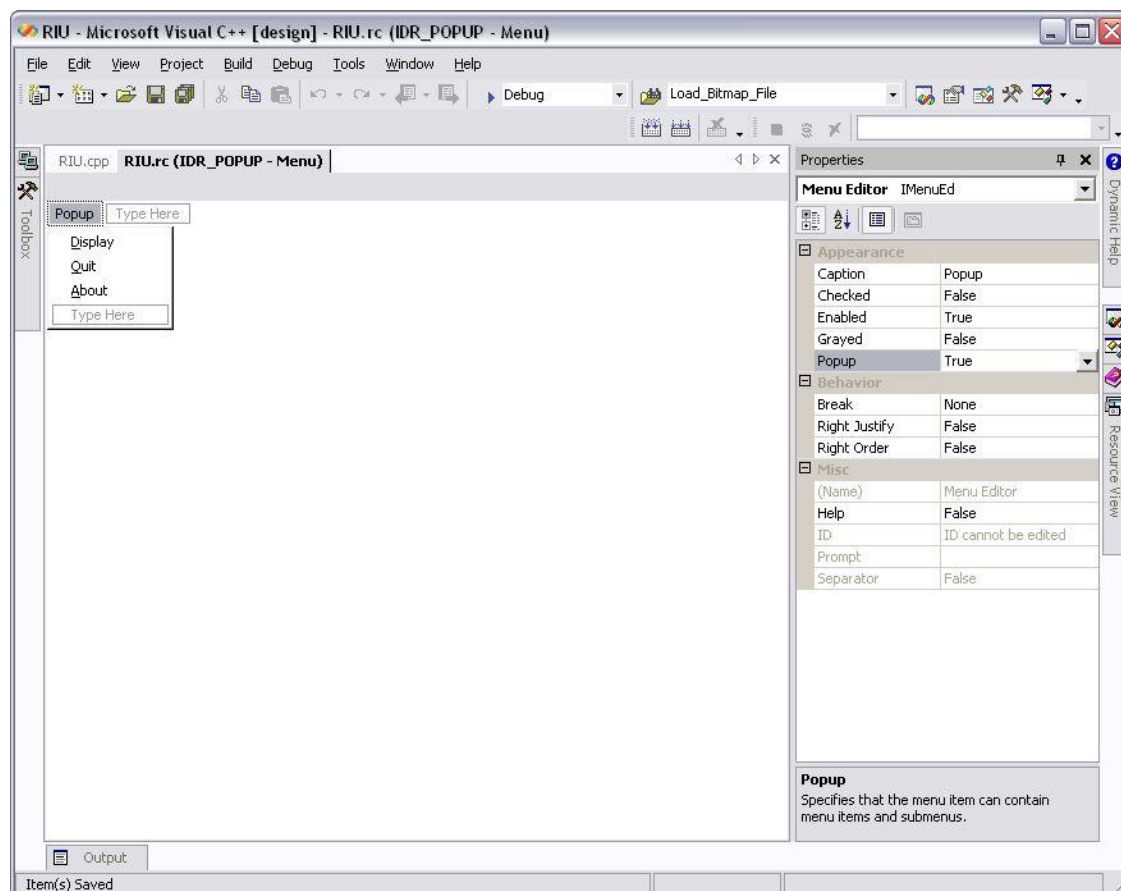 RIU - Microsoft Visual C++ [design] - RIU.rc (IDR_POPUP - Menu)
File Edit View Project Build Debug Tools Window Help
Debug Load_Bitmap_File
RIU.cpp RIU.rc (IDR_POPUP - Menu)
Toolbox
Popup Type Here
Display
Quit
About
Type Here
Properties
Menu Editor IMenuEd
Appearance
Caption Popup
Checked False
Enabled True
Grayed False
Popup True
Behavior
Break None
Right Justify False
Right Order False
Misc
(Name) Menu Editor
Help False
ID ID cannot be edited
Prompt
Separator False
Popup
Specifies that the menu item can contain
menu items and submenus.
Dynamic Help
Resource View
Output
Item(s) Saved